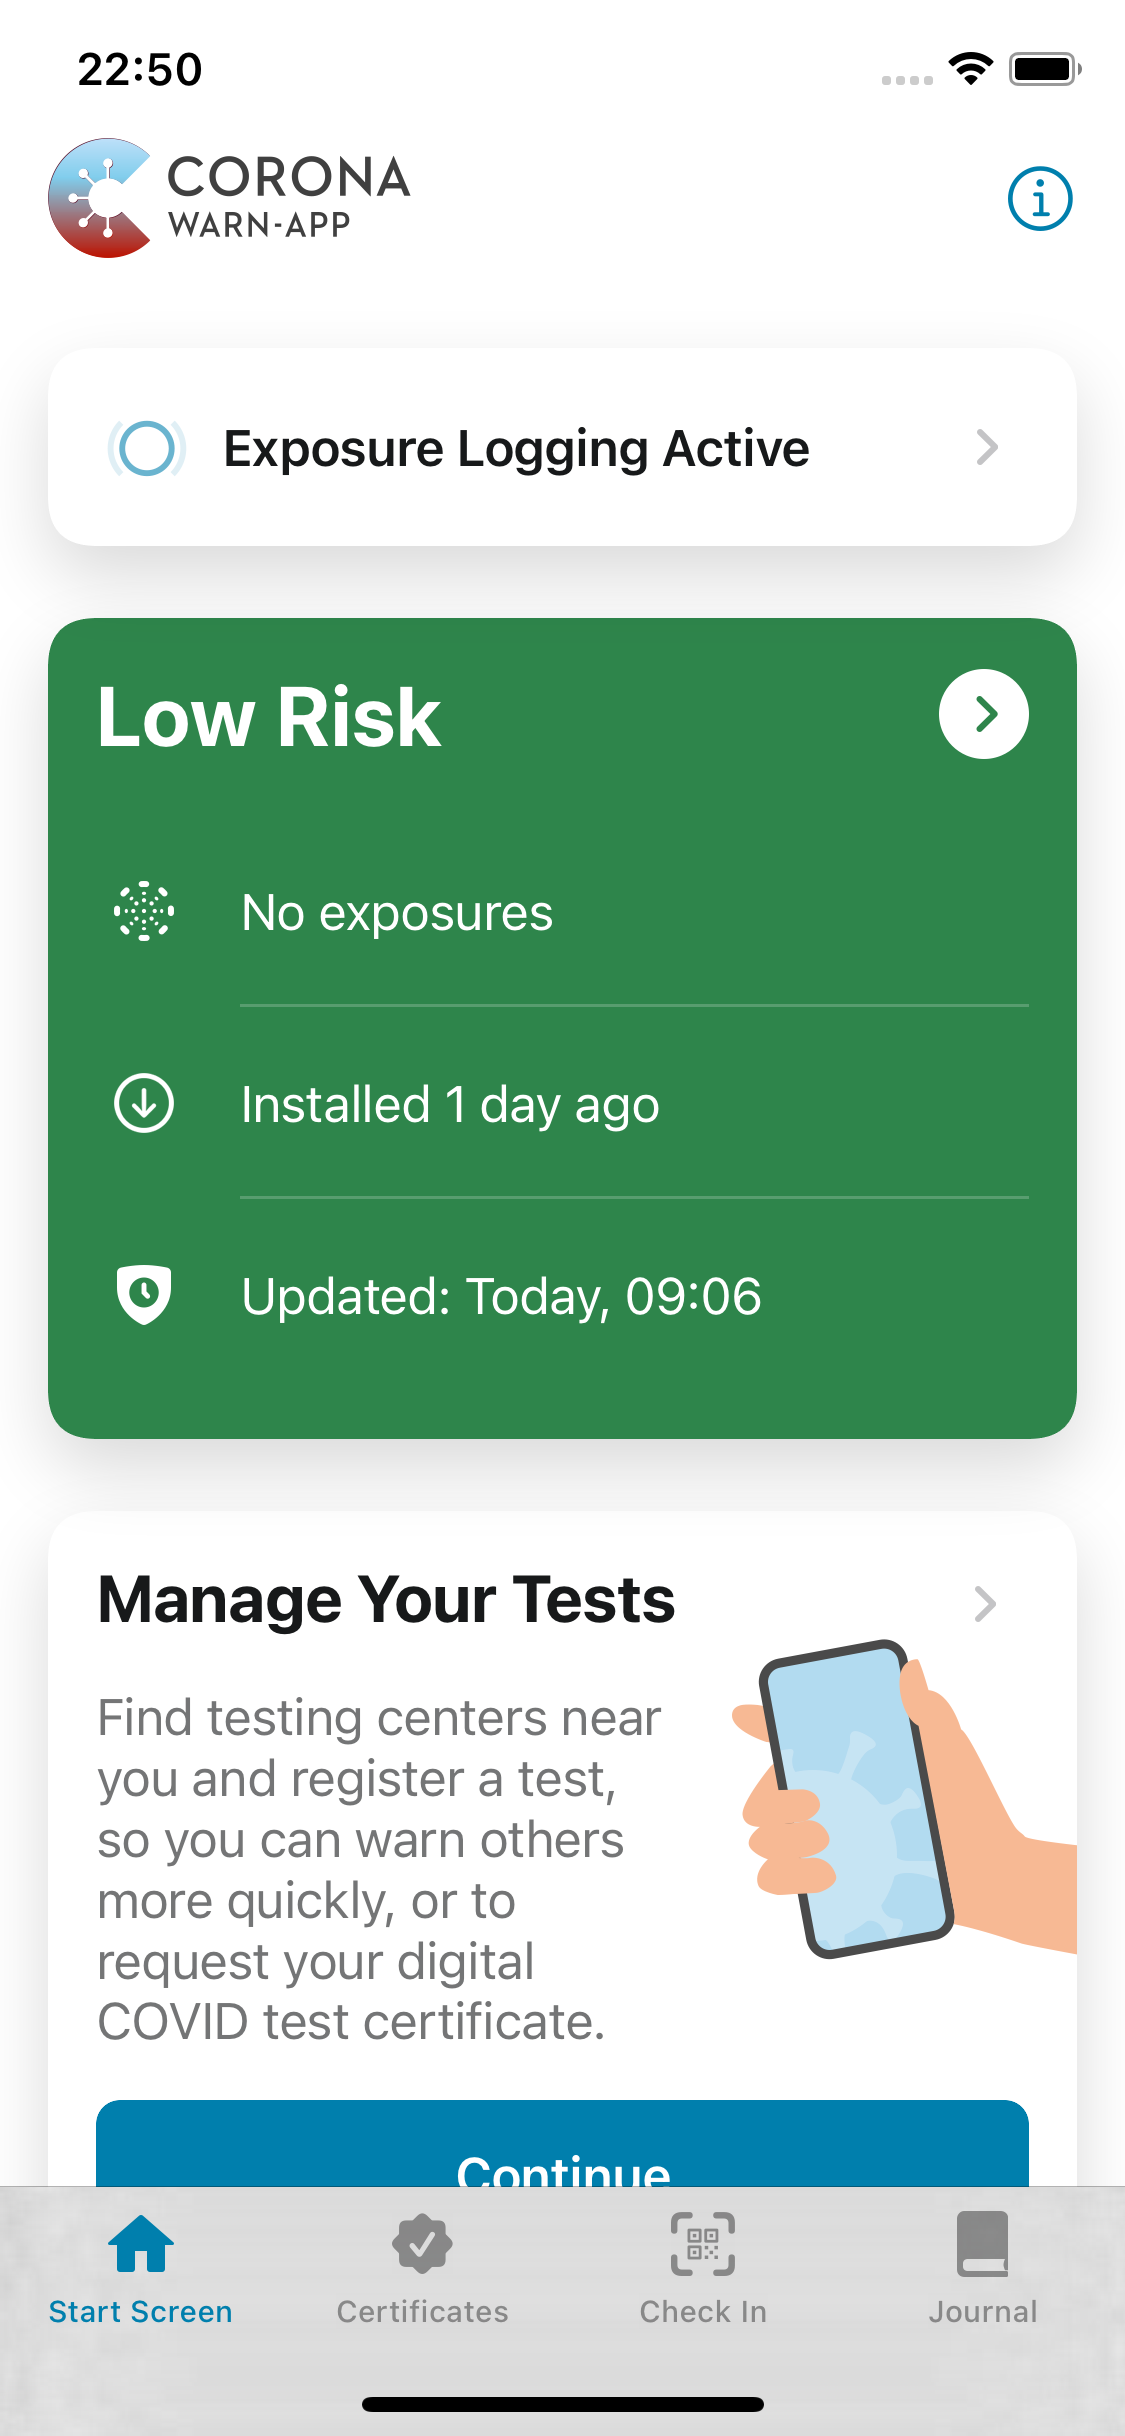 22:50
CORONA
WARN-APP
Exposure Logging Active
Low Risk
No exposures
Installed 1 day ago
Updated: Today, 09:06
Manage Your Tests
Find testing centers near
you and register a test,
so you can warn others
more quickly, or to
request your digital
COVID test certificate.
Continue
Start Screen
Certificates
Check In
Journal